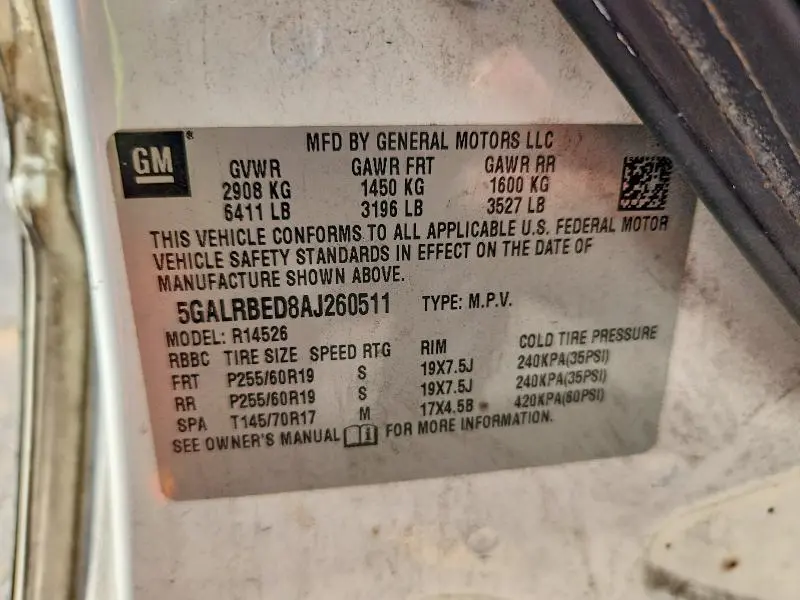 GM ® MFD BY GENERAL MOTORS LLC
GVWR GAWR FRT GAWR RR
2908 KG 1450 KG 1600 KG
6411 LB 3196 LB 3527 LB
THIS VEHICLE CONFORMS TO ALL APPLICABLE U.S. FEDERAL MOTOR
VEHICLE SAFETY STANDARDS IN EFFECT ON THE DATE OF
MANUFACTURE SHOWN ABOVE.
5GALRBED8AJ260511 TYPE: M.P.V.
MODEL: R14526
RBBC TIRE SIZE SPEED RTG RIM COLD TIRE PRESSURE
FRT P255/60R19 S 19X7.5J 240KPA(35PSI)
RR P255/60R19 S 19X7.5J 240KPA(35PSI)
SPA T145/70R17 M 17X4.5B 420KPA(60PSI)
SEE OWNER'S MANUAL FOR MORE INFORMATION.